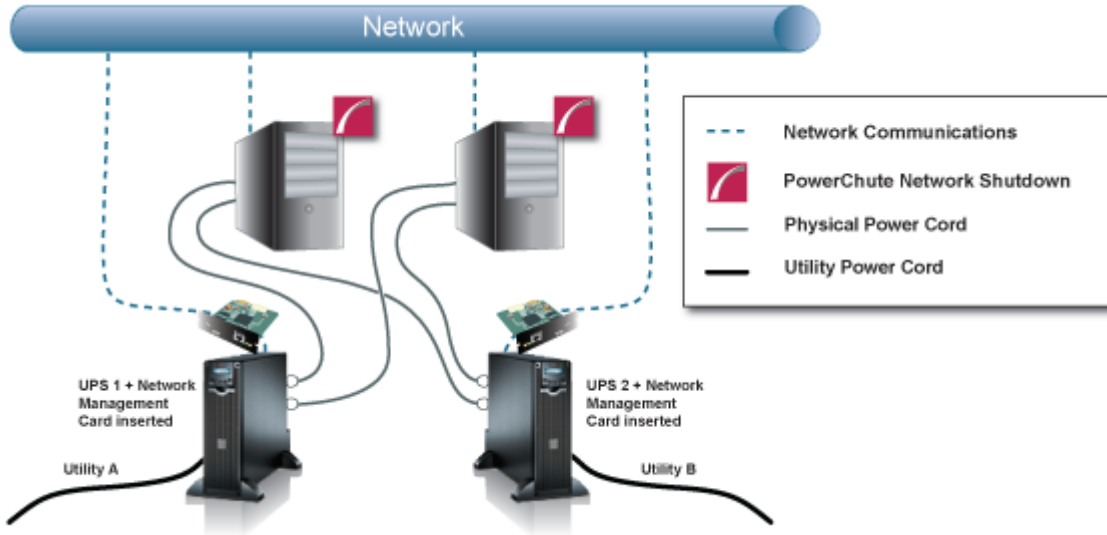 Network
Network Communications
PowerChute Network Shutdown
Physical Power Cord
Utility Power Cord
UPS 1 + Network
Management
Card inserted
UPS 2 + Network
Management
Card inserted
Utility A
Utility B